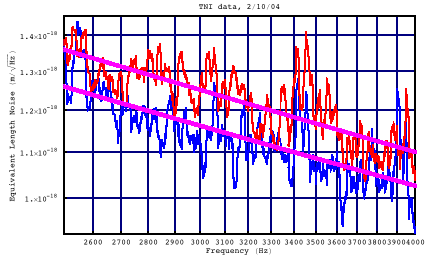 TNI data, 2/10/04
Equivalent Length Noise (m/√Hz)
1.4×10⁻¹⁸
1.3×10⁻¹⁸
1.2×10⁻¹⁸
1.1×10⁻¹⁸
1.×10⁻¹⁸
2600 2700 2800 2900 3000 3100 3200 3300 3400 3500 3600 3700 3800 3900 4000
Frequency (Hz)